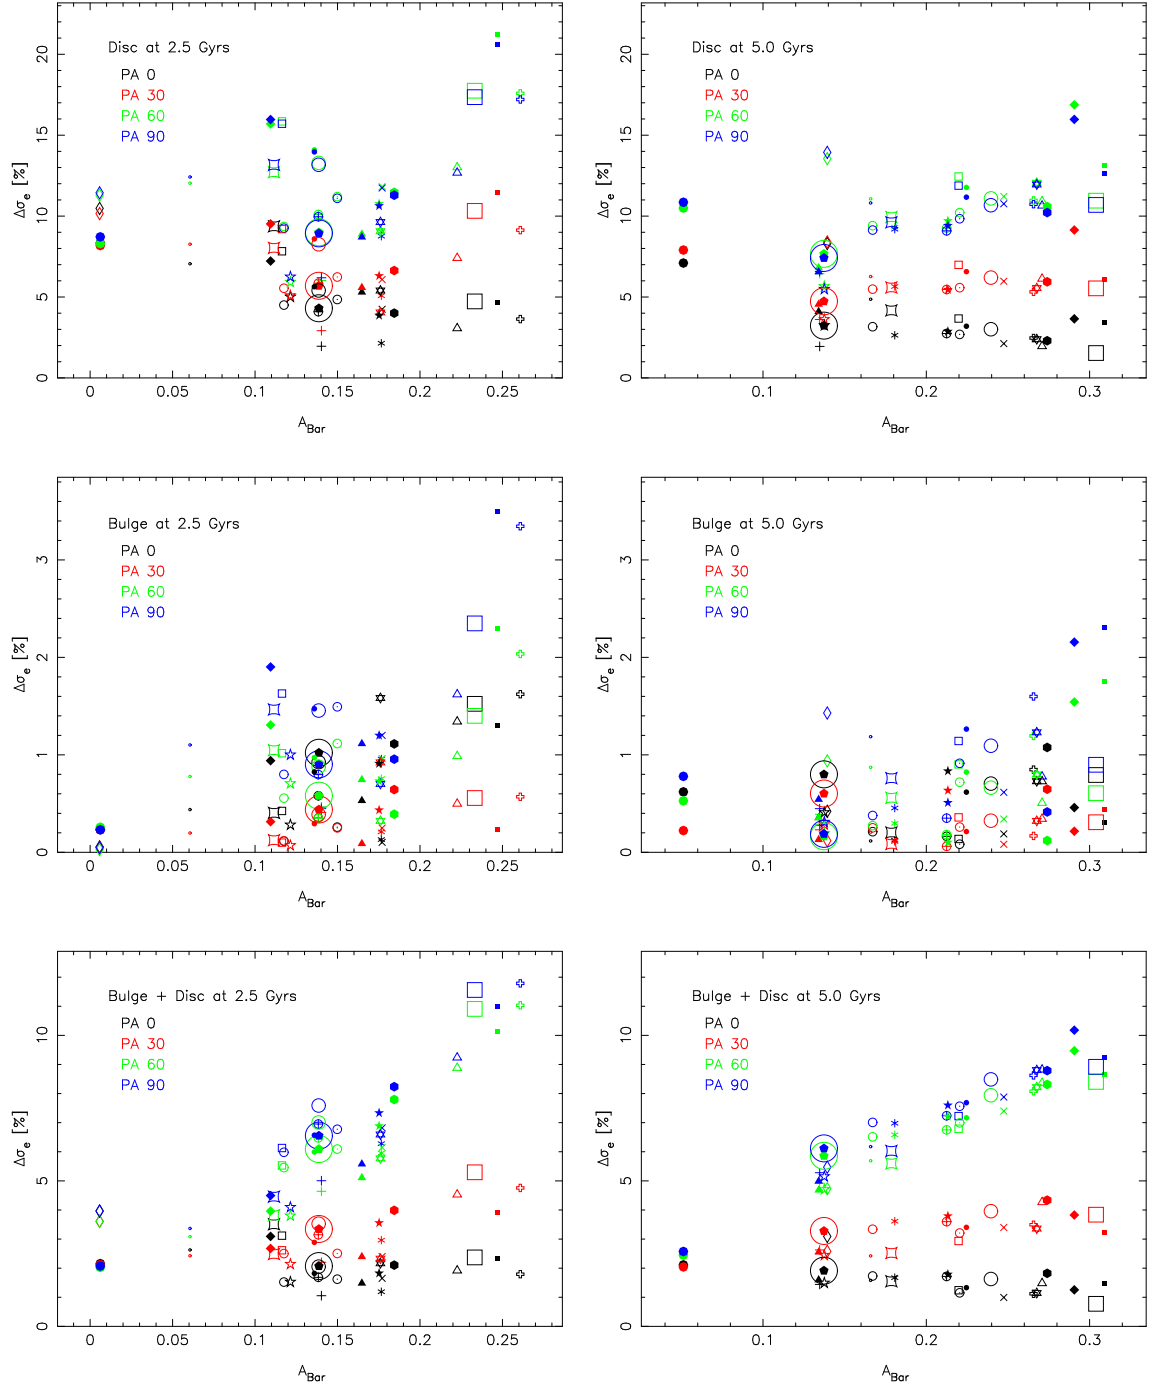 Disc at 2.5 Gyrs
PA 0
PA 30
PA 60
PA 90
Δσe [%]
0
5
10
15
20
0
0.05
0.1
0.15
0.2
0.25
ABar
Disc at 5.0 Gyrs
PA 0
PA 30
PA 60
PA 90
Δσe [%]
0
5
10
15
20
0.1
0.2
0.3
ABar
Bulge at 2.5 Gyrs
PA 0
PA 30
PA 60
PA 90
Δσe [%]
0
1
2
3
0
0.05
0.1
0.15
0.2
0.25
ABar
Bulge at 5.0 Gyrs
PA 0
PA 30
PA 60
PA 90
Δσe [%]
0
1
2
3
0.1
0.2
0.3
ABar
Bulge + Disc at 2.5 Gyrs
PA 0
PA 30
PA 60
PA 90
Δσe [%]
0
5
10
0
0.05
0.1
0.15
0.2
0.25
ABar
Bulge + Disc at 5.0 Gyrs
PA 0
PA 30
PA 60
PA 90
Δσe [%]
0
5
10
0.1
0.2
0.3
ABar